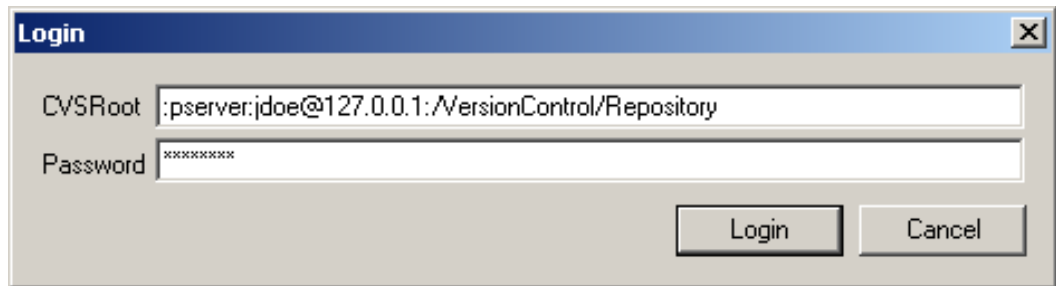 Login
CVSRoot :pserver:jdoe@127.0.0.1:/VersionControl/Repository
Password ********
Login Cancel